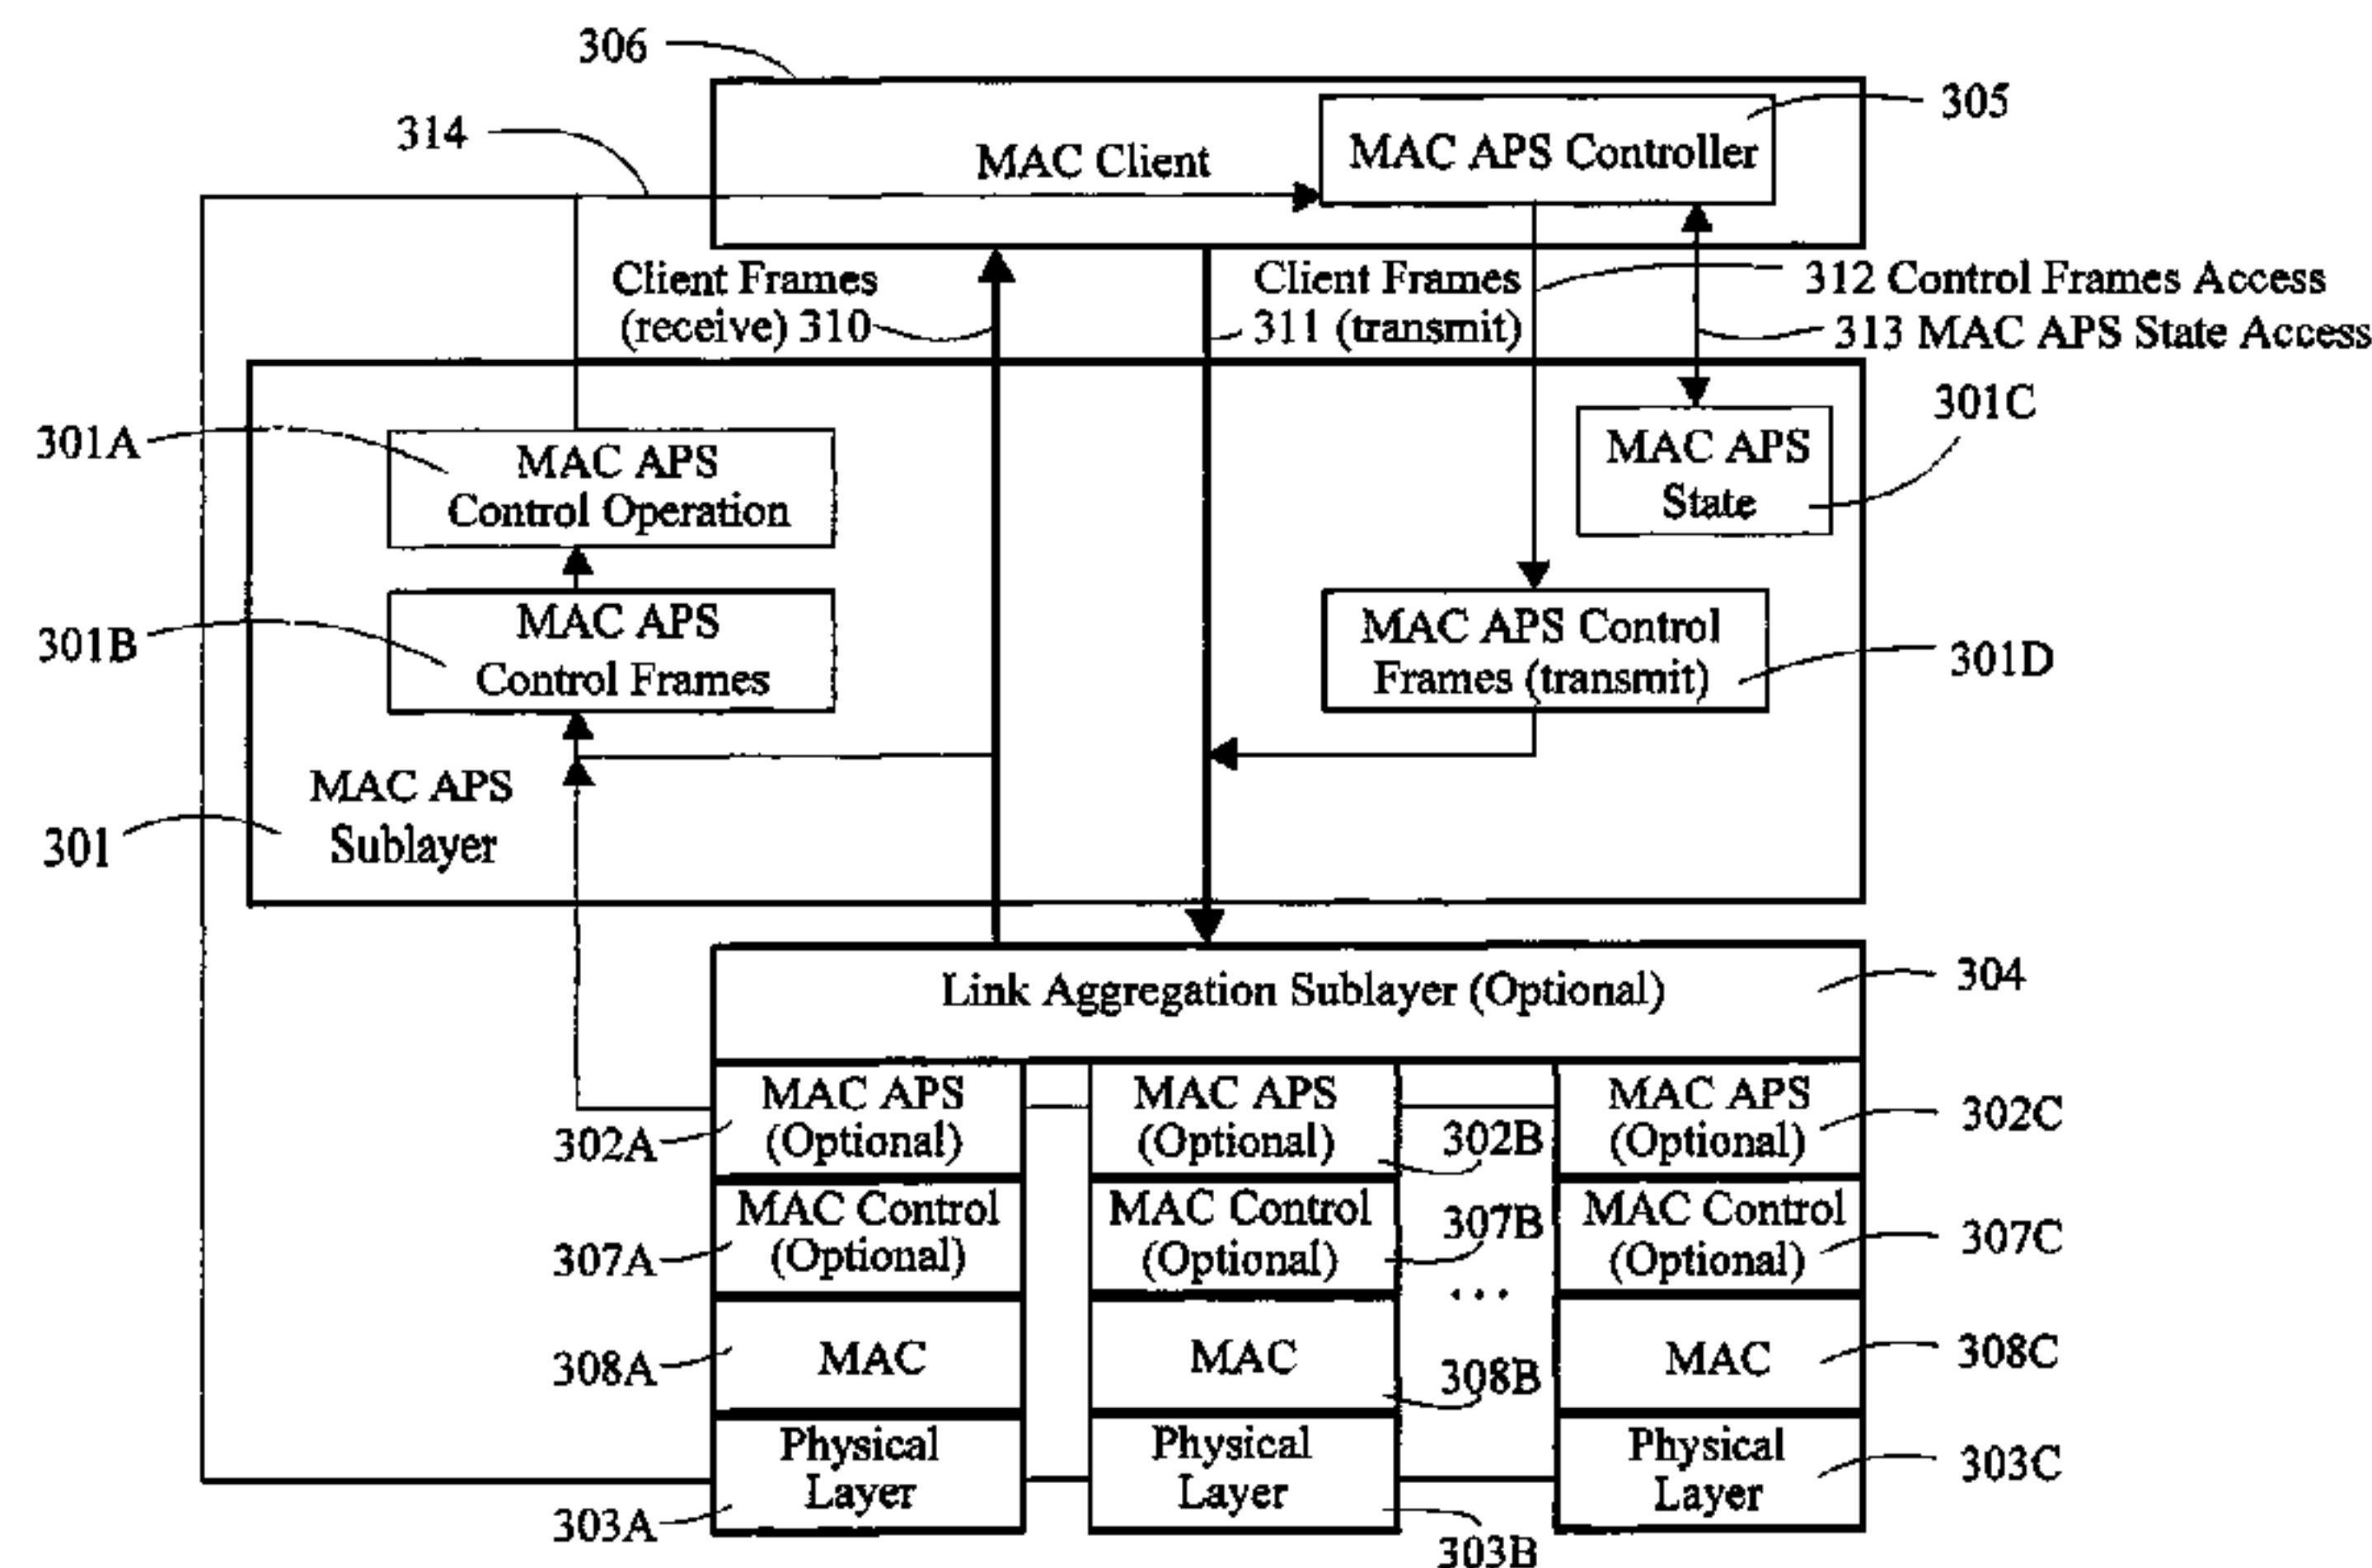 306
305
314
MAC Client
MAC APS Controller
Client Frames
(receive) 310
Client Frames
311 (transmit)
312 Control Frames Access
313 MAC APS State Access
301C
301A
MAC APS
Control Operation
MAC APS
State
301B
MAC APS
Control Frames
MAC APS Control
Frames (transmit)
301D
MAC APS
Sublayer
301
Link Aggregation Sublayer (Optional)
304
MAC APS
(Optional)
302A
MAC APS
(Optional)
302B
MAC APS
(Optional)
302C
MAC Control
(Optional)
307A
MAC Control
(Optional)
307B
MAC Control
(Optional)
307C
...
MAC
308A
MAC
308B
MAC
308C
Physical
Layer
303A
Physical
Layer
303B
Physical
Layer
303C